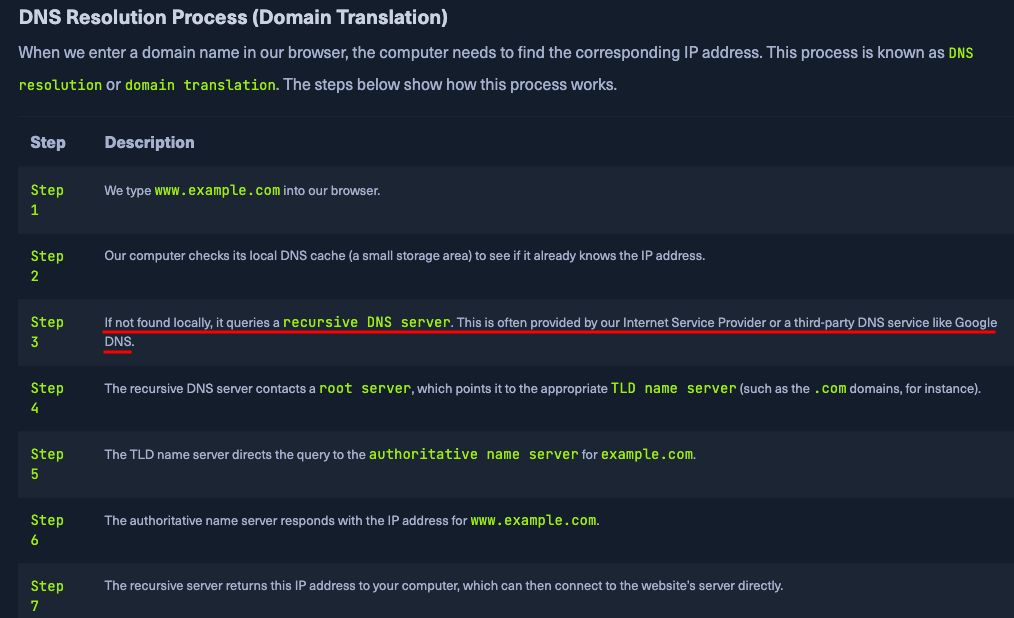 DNS Resolution Process (Domain Translation)
When we enter a domain name in our browser, the computer needs to find the corresponding IP address. This process is known as DNS
resolution or domain translation. The steps below show how this process works.
Step Description
Step
1
We type www.example.com into our browser.
Step
2
Our computer checks its local DNS cache (a small storage area) to see if it already knows the IP address.
Step
3
If not found locally, it queries a recursive DNS server. This is often provided by our Internet Service Provider or a third-party DNS service like Google
DNS.
Step
4
The recursive DNS server contacts a root server, which points it to the appropriate TLD name server (such as the .com domains, for instance).
Step
5
The TLD name server directs the query to the authoritative name server for example.com.
Step
6
The authoritative name server responds with the IP address for www.example.com.
Step
7
The recursive server returns this IP address to your computer, which can then connect to the website's server directly.